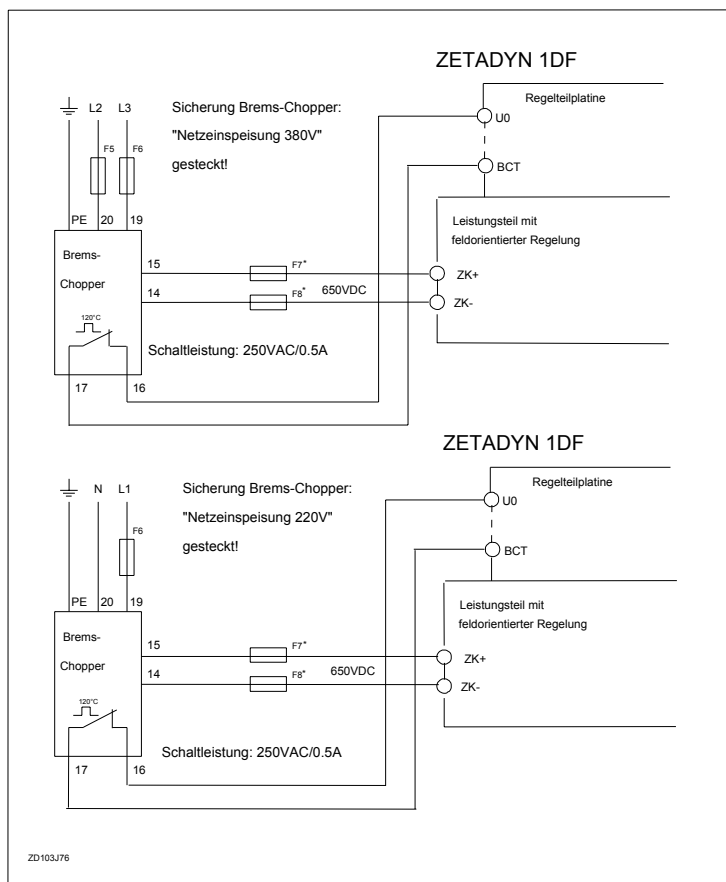 ZETADYN 1DF
L2 L3
Sicherung Brems-Chopper:
"Netzeinspeisung 380V"
gesteckt!
Regelteilplatine
U0
F5 F6
BCT
PE 20 19
Leistungsteil mit
feldorientierter Regelung
Brems-
Chopper
15
F7*
ZK+
14
F8*
650VDC
ZK-
120°C
Schaltleistung: 250VAC/0.5A
17 16
ZETADYN 1DF
N L1
Sicherung Brems-Chopper:
"Netzeinspeisung 220V"
gesteckt!
Regelteilplatine
U0
F6
BCT
PE 20 19
Leistungsteil mit
feldorientierter Regelung
Brems-
Chopper
15
F7*
ZK+
14
F8*
650VDC
ZK-
120°C
Schaltleistung: 250VAC/0.5A
17 16
ZD103J76